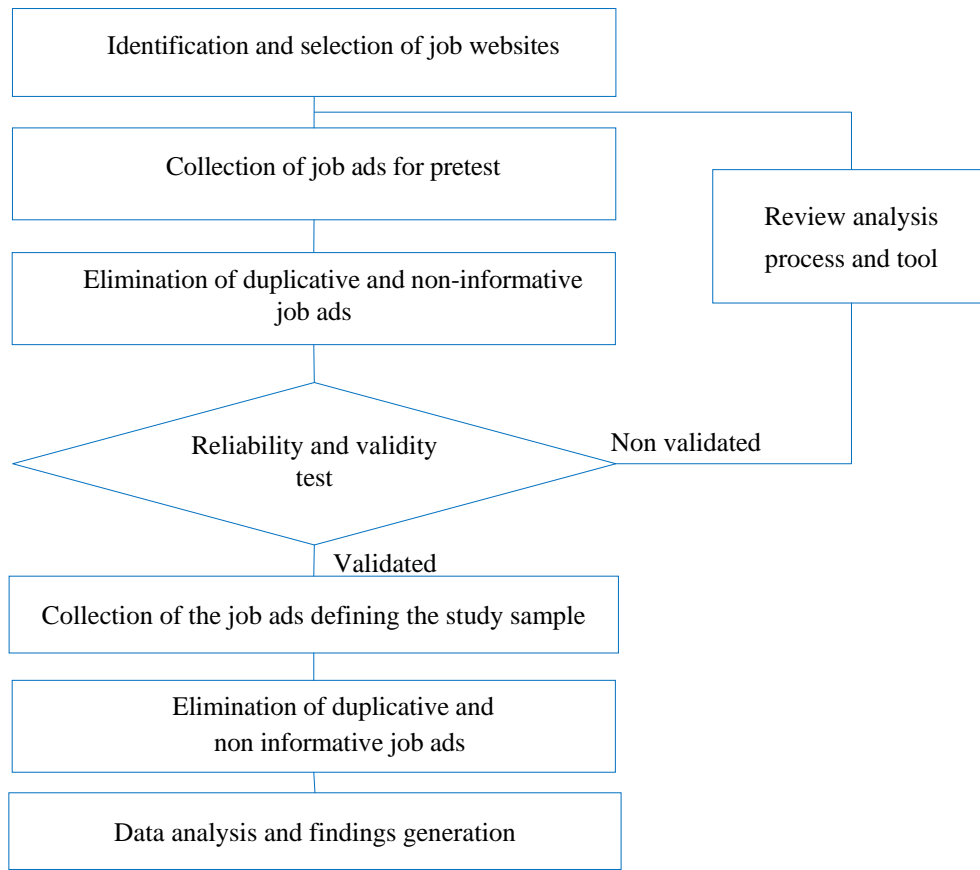 Identification and selection of job websites
Collection of job ads for pretest
Review analysis
process and tool
Elimination of duplicative and non-informative
job ads
Reliability and validity
test
Non validated
Validated
Collection of the job ads defining the study sample
Elimination of duplicative and
non informative job ads
Data analysis and findings generation